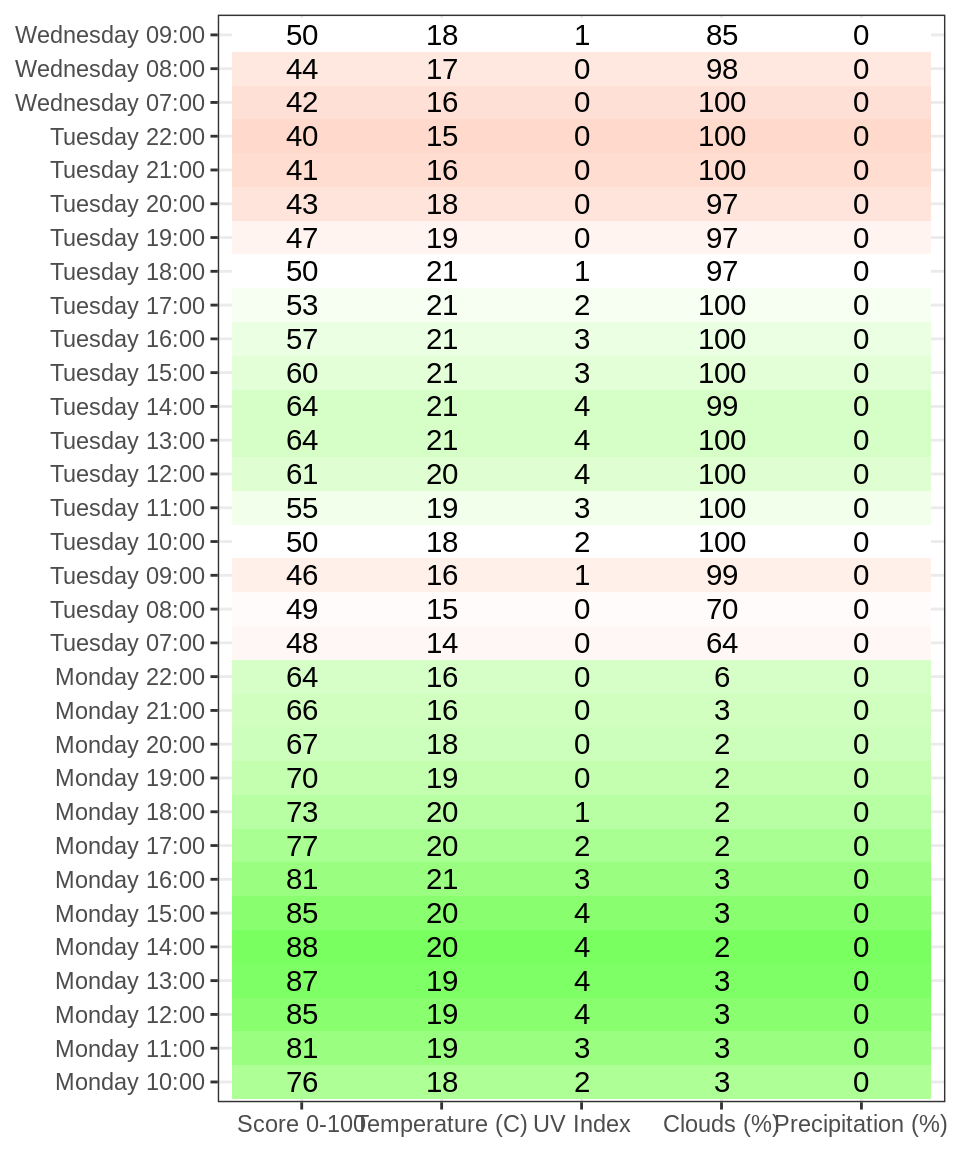 Wednesday 09:00 50 18 1 85 0
Wednesday 08:00 44 17 0 98 0
Wednesday 07:00 42 16 0 100 0
Tuesday 22:00 40 15 0 100 0
Tuesday 21:00 41 16 0 100 0
Tuesday 20:00 43 18 0 97 0
Tuesday 19:00 47 19 0 97 0
Tuesday 18:00 50 21 1 97 0
Tuesday 17:00 53 21 2 100 0
Tuesday 16:00 57 21 3 100 0
Tuesday 15:00 60 21 3 100 0
Tuesday 14:00 64 21 4 99 0
Tuesday 13:00 64 21 4 100 0
Tuesday 12:00 61 20 4 100 0
Tuesday 11:00 55 19 3 100 0
Tuesday 10:00 50 18 2 100 0
Tuesday 09:00 46 16 1 99 0
Tuesday 08:00 49 15 0 70 0
Tuesday 07:00 48 14 0 64 0
Monday 22:00 64 16 0 6 0
Monday 21:00 66 16 0 3 0
Monday 20:00 67 18 0 2 0
Monday 19:00 70 19 0 2 0
Monday 18:00 73 20 1 2 0
Monday 17:00 77 20 2 2 0
Monday 16:00 81 21 3 3 0
Monday 15:00 85 20 4 3 0
Monday 14:00 88 20 4 2 0
Monday 13:00 87 19 4 3 0
Monday 12:00 85 19 4 3 0
Monday 11:00 81 19 3 3 0
Monday 10:00 76 18 2 3 0
Score 0-100 Temperature (C) UV Index Clouds (%) Precipitation (%)